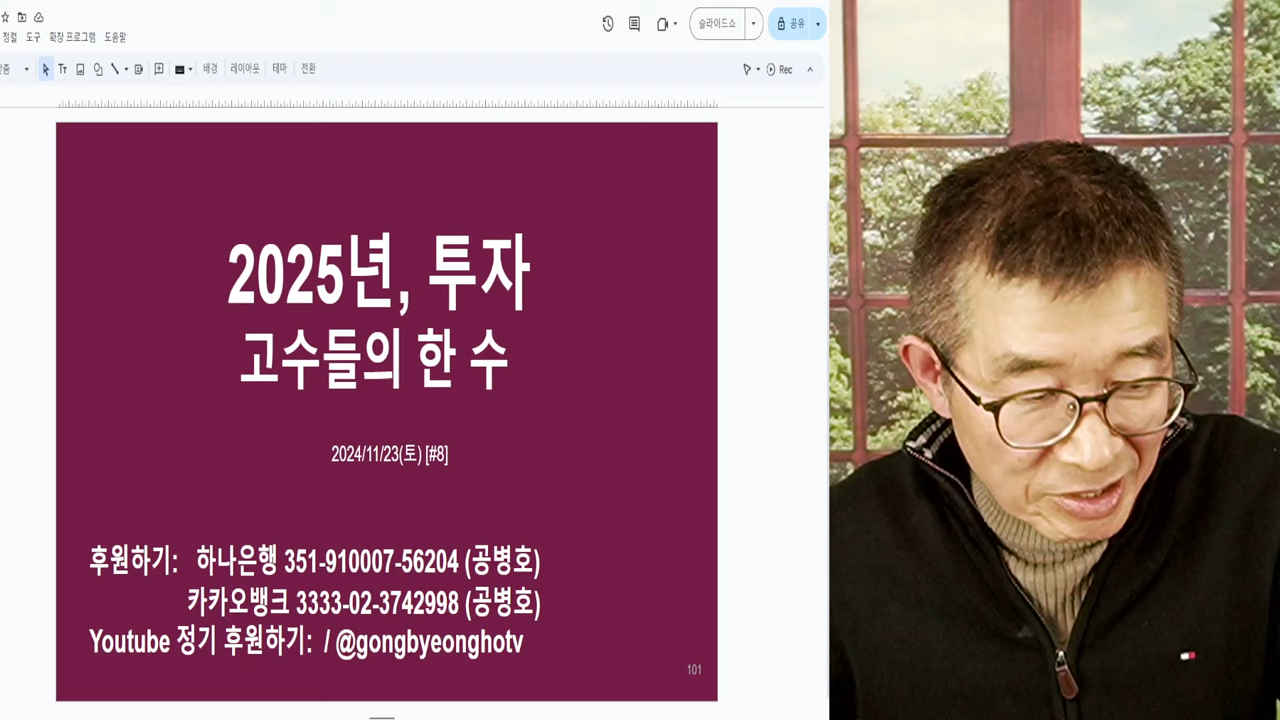 정렬 도구 확장 프로그램 도움말
슬라이드쇼
공유
배경 레이아웃 테마 전환
Rec
2025년, 투자
고수들의 한 수
2024/11/23(토) [#8]
후원하기: 하나은행 351-910007-56204 (공병호)
카카오뱅크 3333-02-3742998 (공병호)
Youtube 정기 후원하기: / @gongbyeonghotv
101